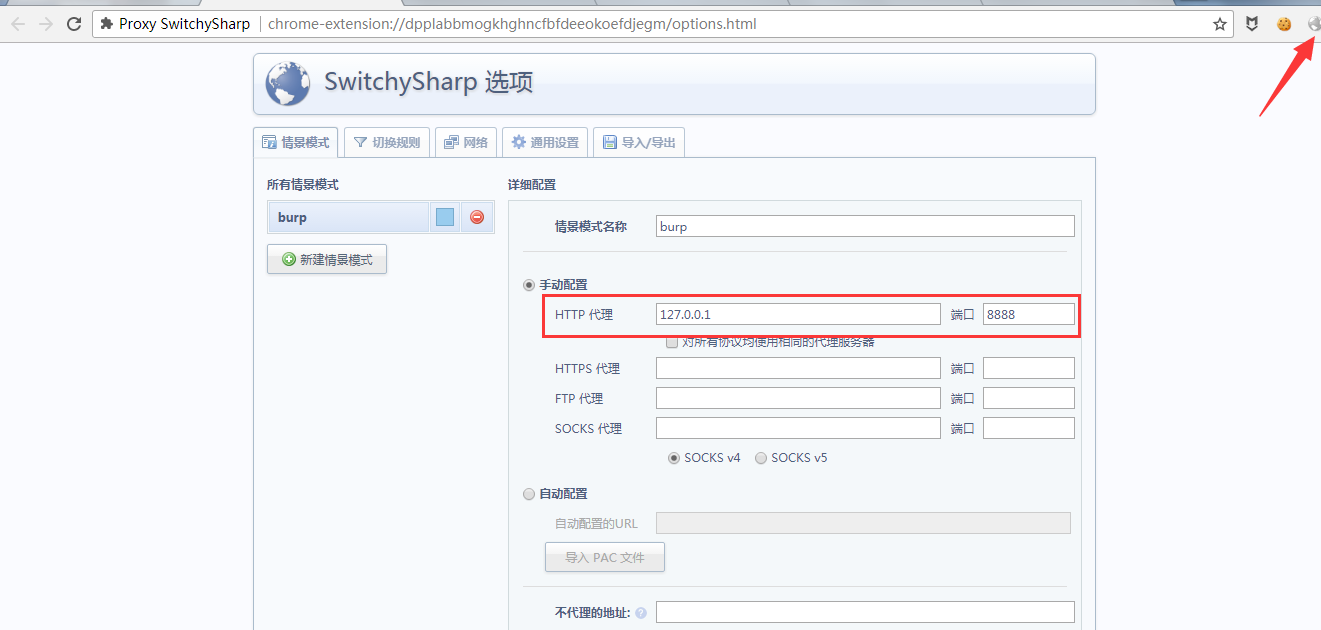 Proxy SwitchySharp chrome-extension://dpplabbmogkhghncfbfdeeokoefdjegm/options.html
SwitchySharp 选项
情景模式 切换规则 网络 通用设置 导入/导出
所有情景模式
burp
新建情景模式
详细配置
情景模式名称 burp
手动配置
HTTP 代理 127.0.0.1 端口 8888
对所有协议均使用相同的代理服务器
HTTPS 代理 端口
FTP 代理 端口
SOCKS 代理 端口
SOCKS v4 SOCKS v5
自动配置
自动配置的URL
导入 PAC 文件
不代理的地址: ?